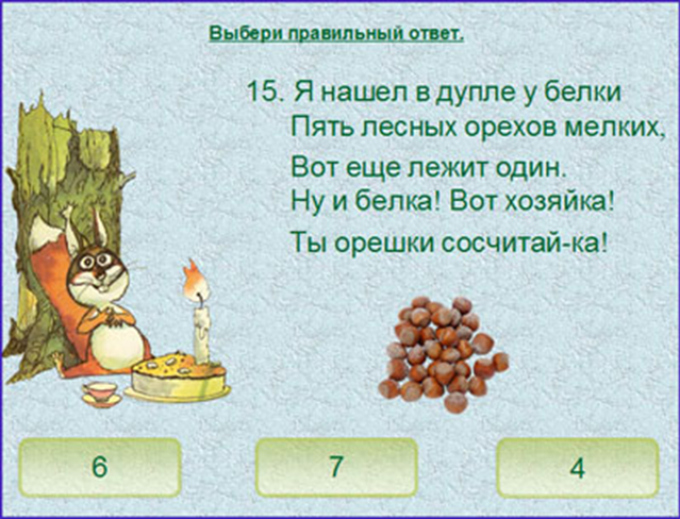 Выбери правильный ответ.
15. Я нашел в дупле у белки
Пять лесных орехов мелких,
Вот еще лежит один.
Ну и белка! Вот хозяйка!
Ты орешки сосчитай-ка!
6
7
4